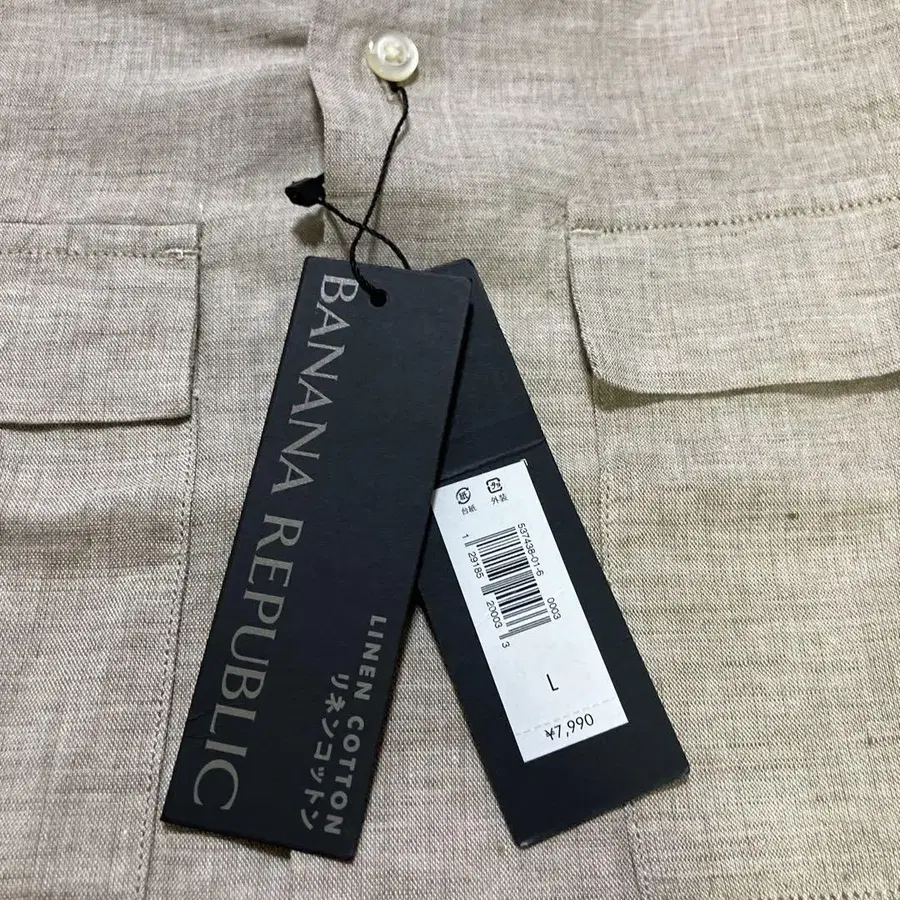 BANANA REPUBLIC
LINEN COTTON
リネンコットン
紙
台紙
外装
537438-01-6
0003
1 29185 20003 3
L
¥7,990